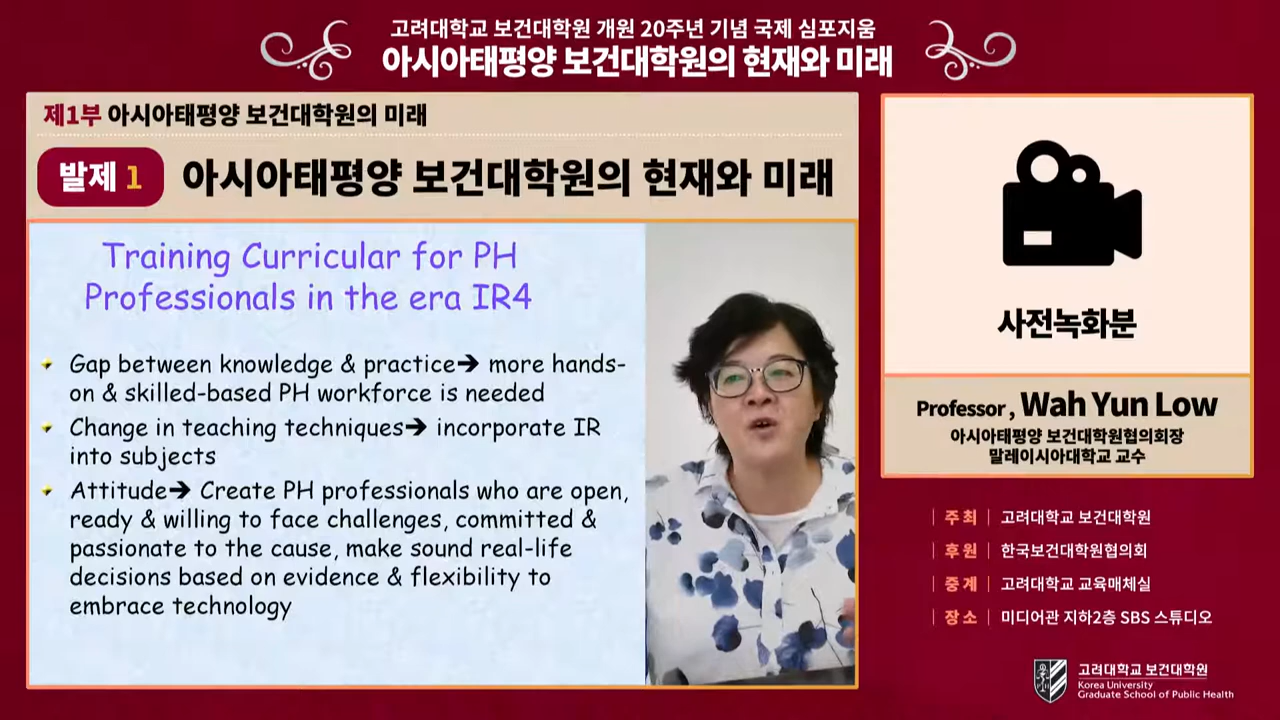 고려대학교 보건대학원 개원 20주년 기념 국제 심포지움
아시아태평양 보건대학원의 현재와 미래
제1부 아시아태평양 보건대학원의 미래
발제 1 아시아태평양 보건대학원의 현재와 미래
Training Curricular for PH
Professionals in the era IR4
Gap between knowledge & practice➔ more hands-
on & skilled-based PH workforce is needed
Change in teaching techniques➔ incorporate IR
into subjects
Attitude➔ Create PH professionals who are open,
ready & willing to face challenges, committed &
passionate to the cause, make sound real-life
decisions based on evidence & flexibility to
embrace technology
사전녹화분
Professor, Wah Yun Low
아시아태평양 보건대학원협의회장
말레이시아대학교 교수
주최 | 고려대학교 보건대학원
후원 | 한국보건대학원협의회
중계 | 고려대학교 교육매체실
장소 | 미디어관 지하2층 SBS 스튜디오
고려대학교 보건대학원
Korea University
Graduate School of Public Health